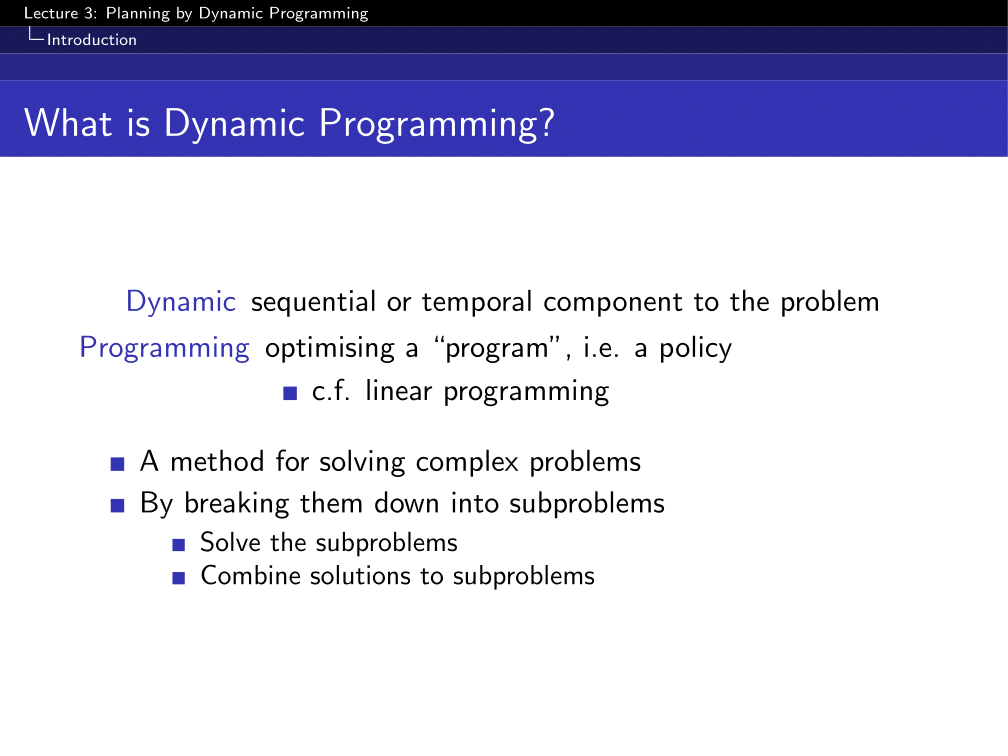 Lecture 3: Planning by Dynamic Programming
Introduction
What is Dynamic Programming?
Dynamic sequential or temporal component to the problem
Programming optimising a “program”, i.e. a policy
c.f. linear programming
A method for solving complex problems
By breaking them down into subproblems
Solve the subproblems
Combine solutions to subproblems